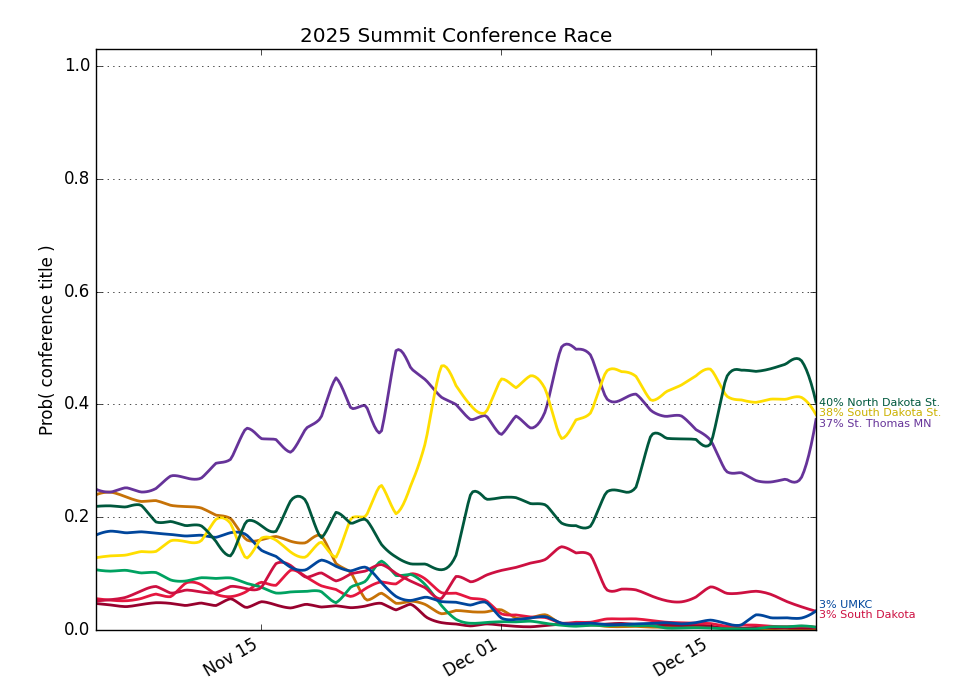 2025 Summit Conference Race
Prob( conference title )
1.0
0.8
0.6
0.4
0.2
0.0
Nov 15
Dec 01
Dec 15
40% North Dakota St.
38% South Dakota St.
37% St. Thomas MN
3% UMKC
3% South Dakota